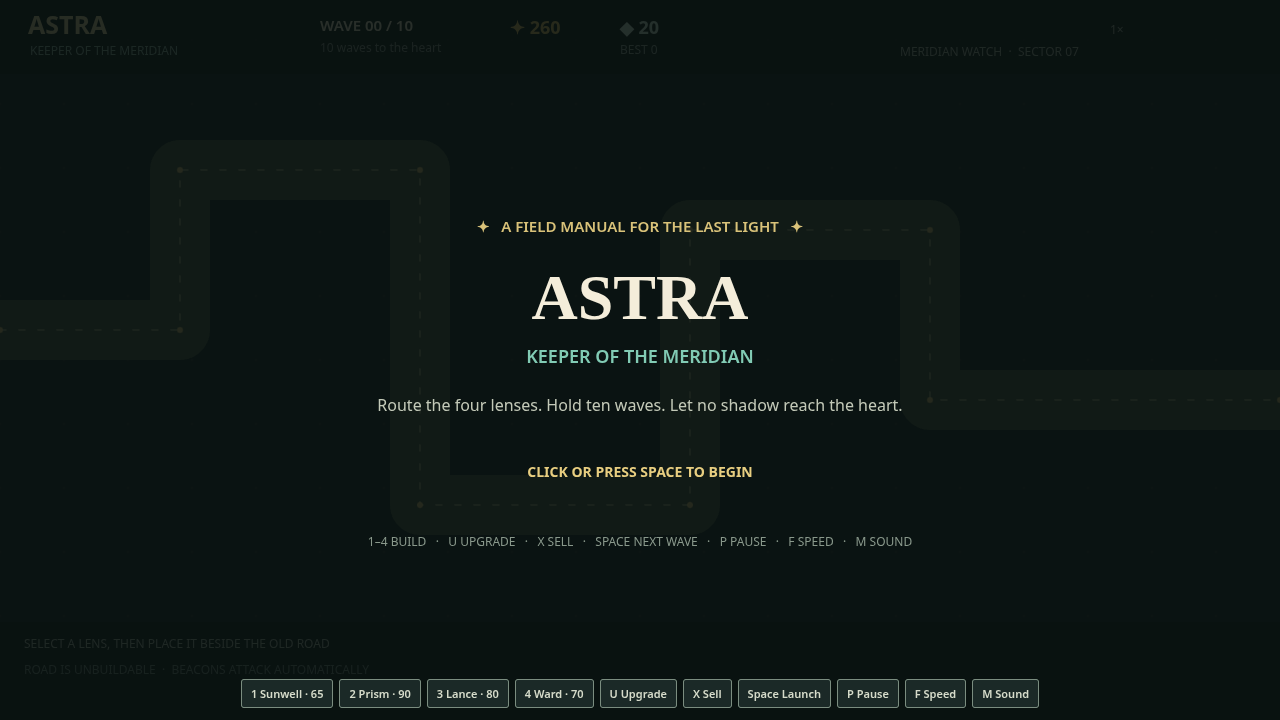 ASTRA
KEEPER OF THE MERIDIAN
WAVE 00 / 10
10 waves to the heart
✦ 260
◆ 20
BEST 0
1×
MERIDIAN WATCH · SECTOR 07
✦ A FIELD MANUAL FOR THE LAST LIGHT ✦
ASTRA
KEEPER OF THE MERIDIAN
Route the four lenses. Hold ten waves. Let no shadow reach the heart.
CLICK OR PRESS SPACE TO BEGIN
1–4 BUILD · U UPGRADE · X SELL · SPACE NEXT WAVE · P PAUSE · F SPEED · M SOUND
SELECT A LENS, THEN PLACE IT BESIDE THE OLD ROAD
ROAD IS UNBUILDABLE · BEACONS ATTACK AUTOMATICALLY
1 Sunwell · 65 2 Prism · 90 3 Lance · 80 4 Ward · 70 U Upgrade X Sell Space Launch P Pause F Speed M Sound